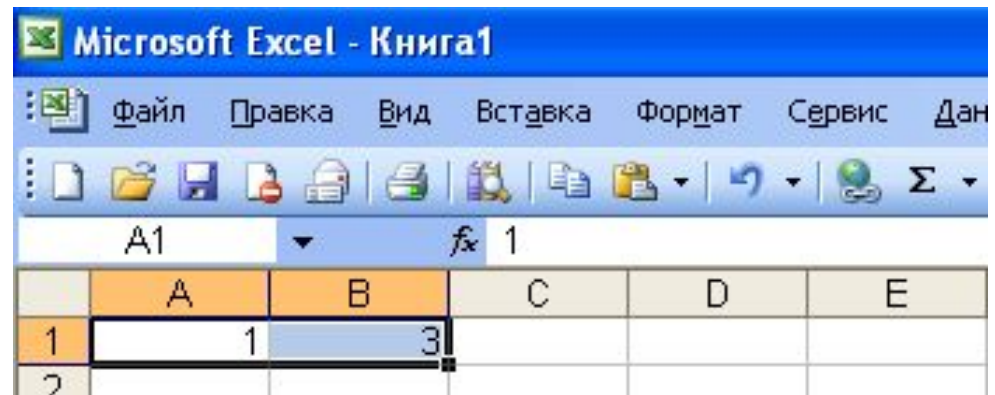 Microsoft Excel - Книга1
Файл Правка Вид Вставка Формат Сервис Дан
Σ
A1 fx 1
A B C D E
1 1 3
2